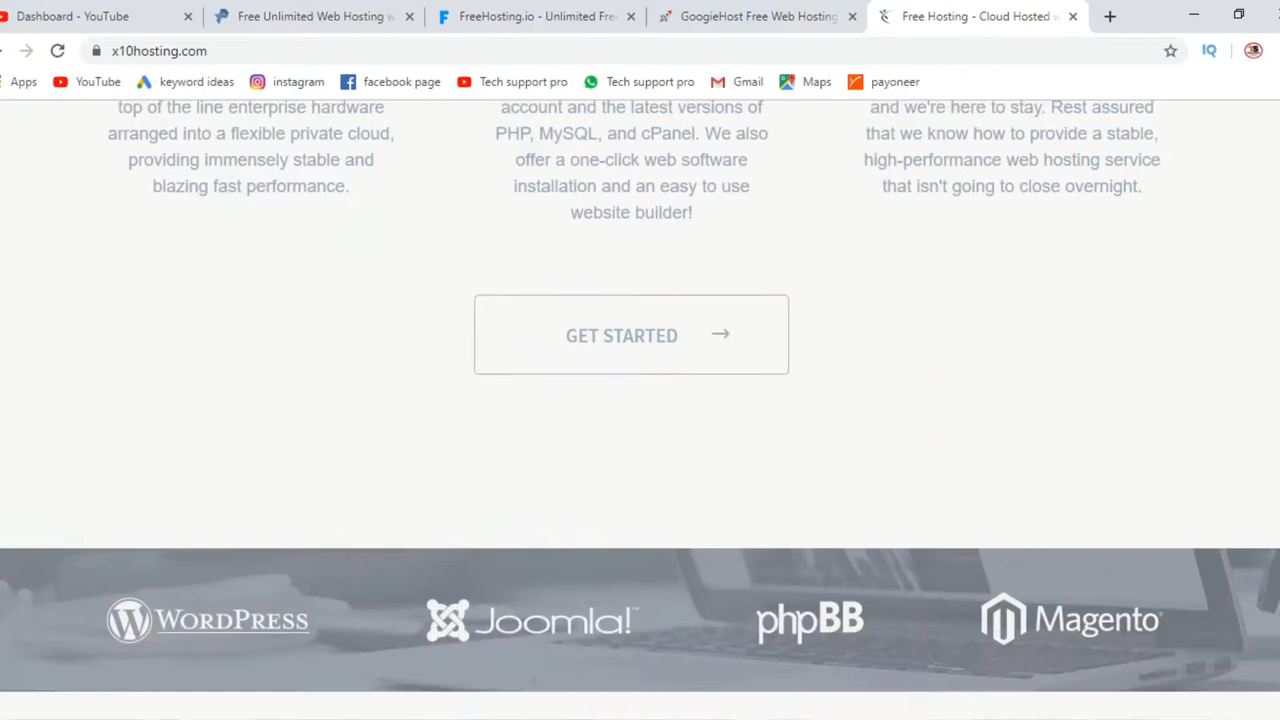 Dashboard - YouTube
Free Unlimited Web Hosting w
FreeHosting.io - Unlimited Fre
GoogieHost Free Web Hosting
Free Hosting - Cloud Hosted w
x10hosting.com
IQ
Apps
YouTube
keyword ideas
instagram
facebook page
Tech support pro
Tech support pro
Gmail
Maps
payoneer
top of the line enterprise hardware
arranged into a flexible private cloud,
providing immensely stable and
blazing fast performance.
account and the latest versions of
PHP, MySQL, and cPanel. We also
offer a one-click web software
installation and an easy to use
website builder!
and we're here to stay. Rest assured
that we know how to provide a stable,
high-performance web hosting service
that isn't going to close overnight.
GET STARTED →
WORDPRESS
Joomla!™
phpBB
Magento®